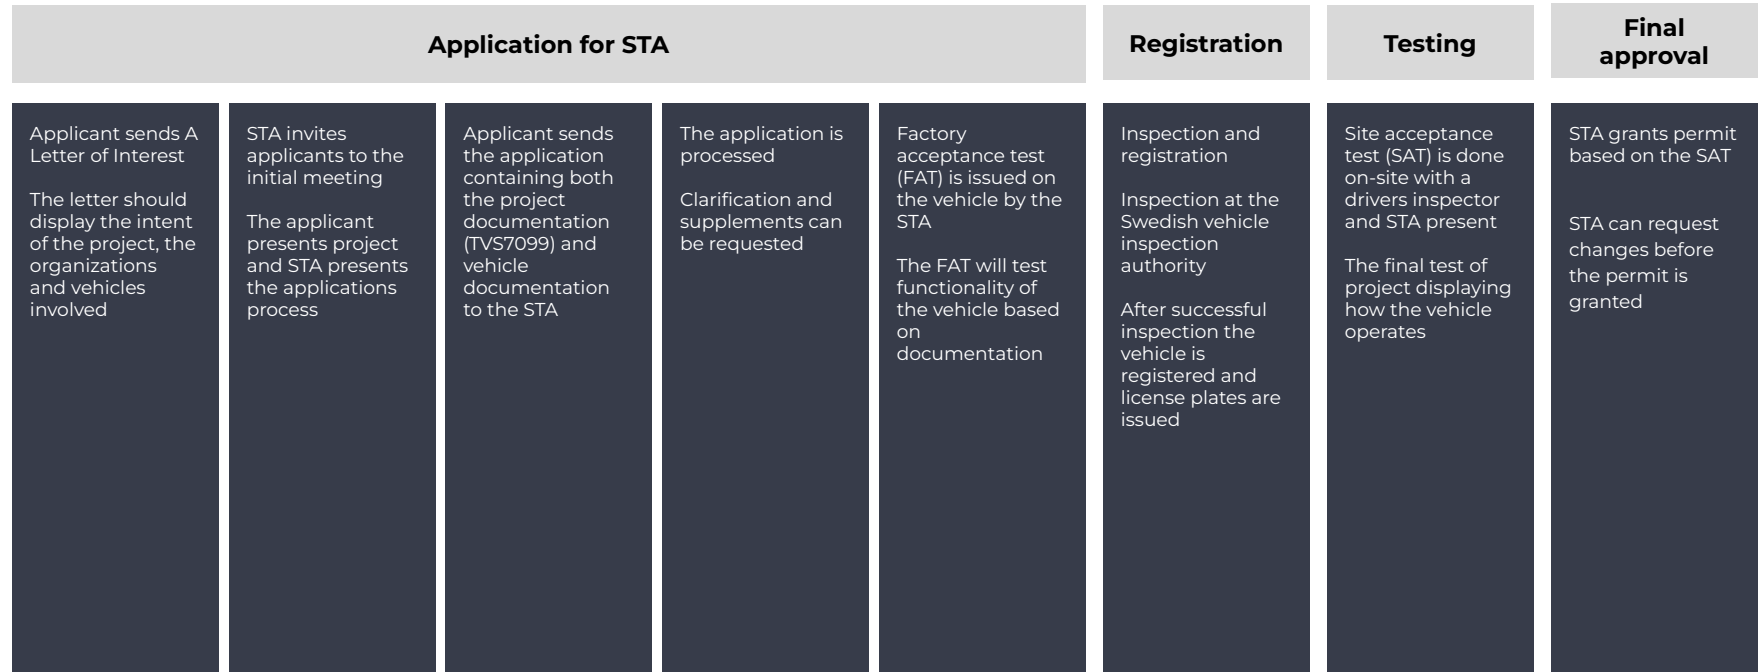 Application for STA
Registration
Testing
Final
approval
Applicant sends A
Letter of Interest
The letter should
display the intent
of the project, the
organizations
and vehicles
involved
STA invites
applicants to the
initial meeting
The applicant
presents project
and STA presents
the applications
process
Applicant sends
the application
containing both
the project
documentation
(TVS7099) and
vehicle
documentation
to the STA
The application is
processed
Clarification and
supplements can
be requested
Factory
acceptance test
(FAT) is issued on
the vehicle by the
STA
The FAT will test
functionality of
the vehicle based
on
documentation
Inspection and
registration
Inspection at the
Swedish vehicle
inspection
authority
After successful
inspection the
vehicle is
registered and
license plates are
issued
Site acceptance
test (SAT) is done
on-site with a
drivers inspector
and STA present
The final test of
project displaying
how the vehicle
operates
STA grants permit
based on the SAT
STA can request
changes before
the permit is
granted